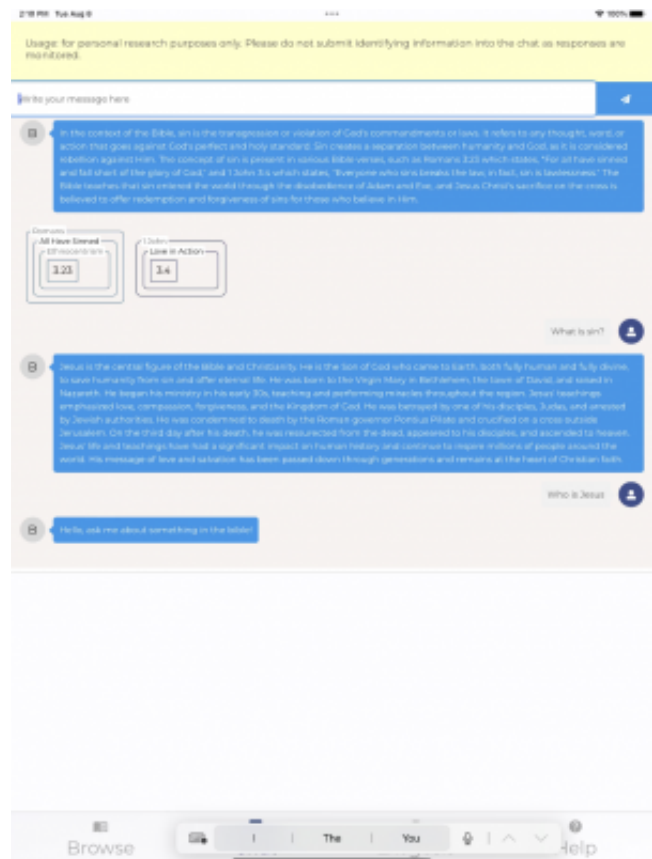 2:18 PM Tue Aug 8
100%
Usage: for personal research purposes only. Please do not submit identifying information into the chat as responses are
monitored.
Write your message here
B
In the context of the Bible, sin is the transgression or violation of God's commandments or laws. It refers to any thought, word, or
action that goes against God's perfect and holy standard. Sin creates a separation between humanity and God, as it is considered
rebellion against Him. The concept of sin is present in various Bible verses, such as Romans 3:23 which states, "For all have sinned
and fall short of the glory of God," and 1 John 3:4 which states, "Everyone who sins breaks the law; in fact, sin is lawlessness." The
Bible teaches that sin entered the world through the disobedience of Adam and Eve, and Jesus Christ's sacrifice on the cross is
believed to offer redemption and forgiveness of sins for those who believe in Him.
Romans
All Have Sinned
Ethnocentrism
3:23
1 John
Love in Action
3:4
What is sin?
B
Jesus is the central figure of the Bible and Christianity. He is the Son of God who came to Earth, both fully human and fully divine,
to save humanity from sin and offer eternal life. He was born to the Virgin Mary in Bethlehem, the town of David, and raised in
Nazareth. He began his ministry in his early 30s, teaching and performing miracles throughout the region. Jesus' teachings
emphasized love, compassion, forgiveness, and the Kingdom of God. He was betrayed by one of his disciples, Judas, and arrested
by Jewish authorities. He was condemned to death by the Roman governor Pontius Pilate and crucified on a cross outside
Jerusalem. On the third day after his death, he was resurrected from the dead, appeared to his disciples, and ascended to heaven.
Jesus' life and teachings have had a significant impact on human history and continue to inspire millions of people around the
world. His message of love and salvation has been passed down through generations and remains at the heart of Christian faith.
Who is Jesus
B
Hello, ask me about something in the bible!
Browse
I
The
You
Help